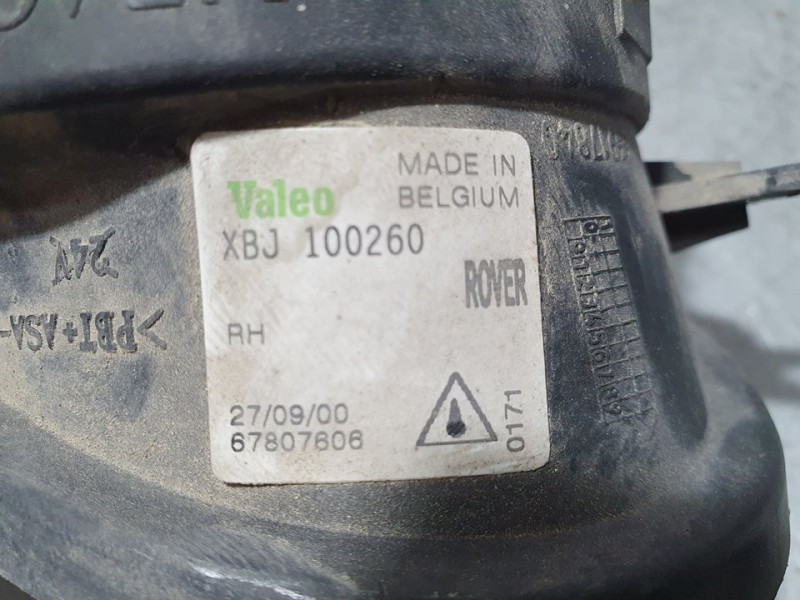 Valeo
MADE IN
BELGIUM
XBJ 100260
ROVER
RH
27/09/00
67807606
0171
24V
>PBT+ASA-